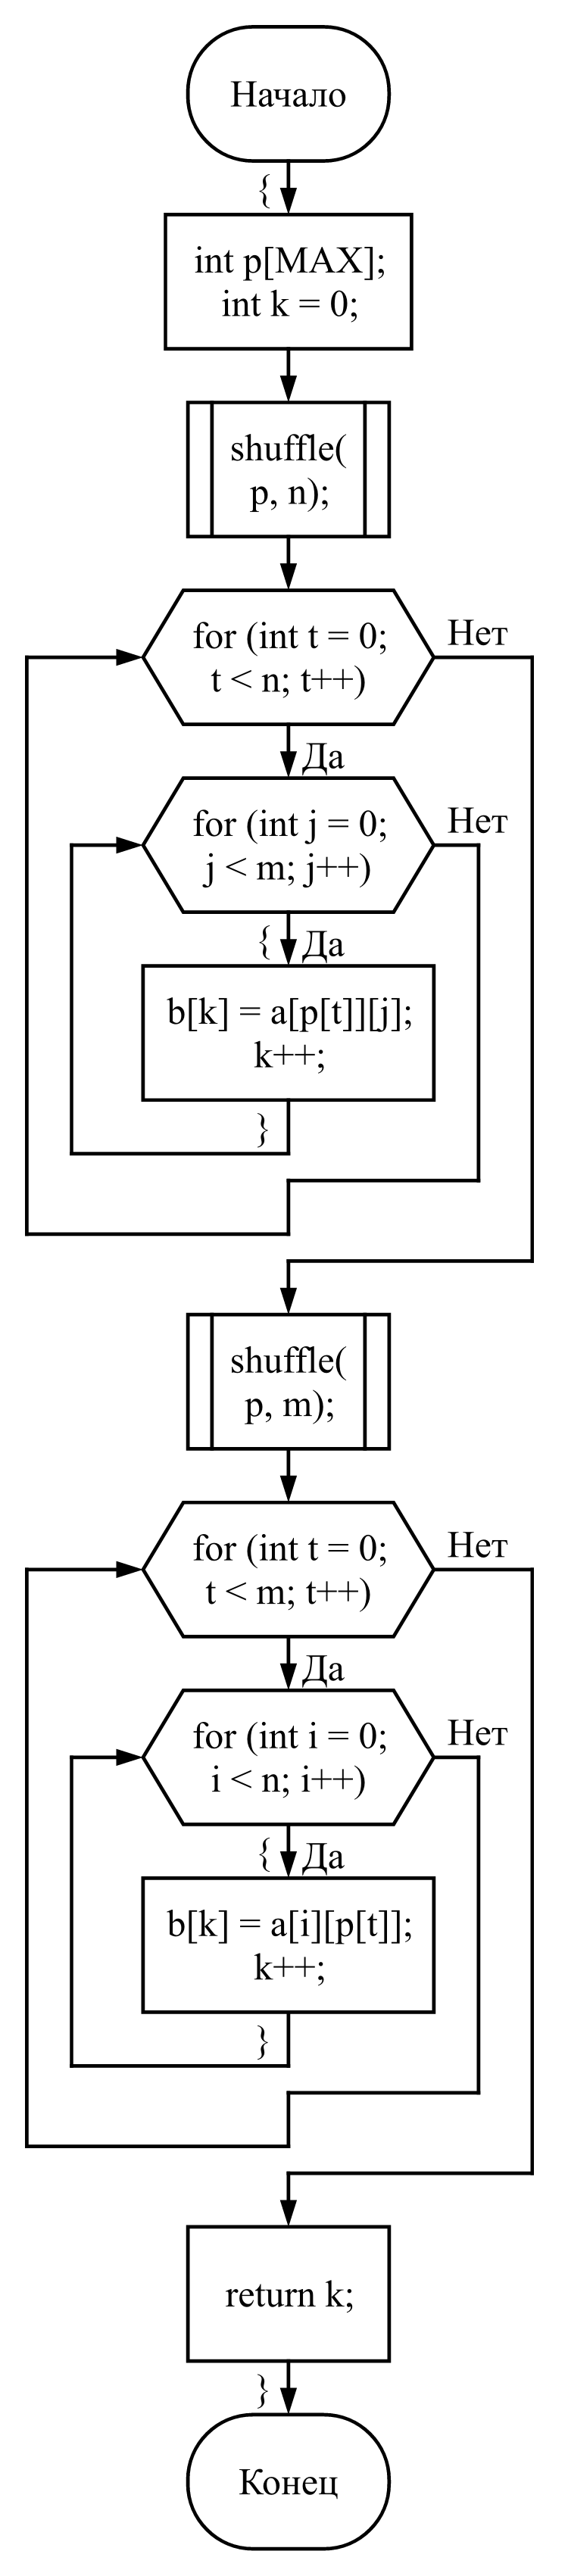 Начало
{
int p[MAX];
int k = 0;
shuffle(
p, n);
for (int t = 0;
t < n; t++)
Нет
Да
for (int j = 0;
j < m; j++)
Нет
{ Да
b[k] = a[p[t]][j];
k++;
}
shuffle(
p, m);
for (int t = 0;
t < m; t++)
Нет
Да
for (int i = 0;
i < n; i++)
Нет
{ Да
b[k] = a[i][p[t]];
k++;
}
return k;
}
Конец